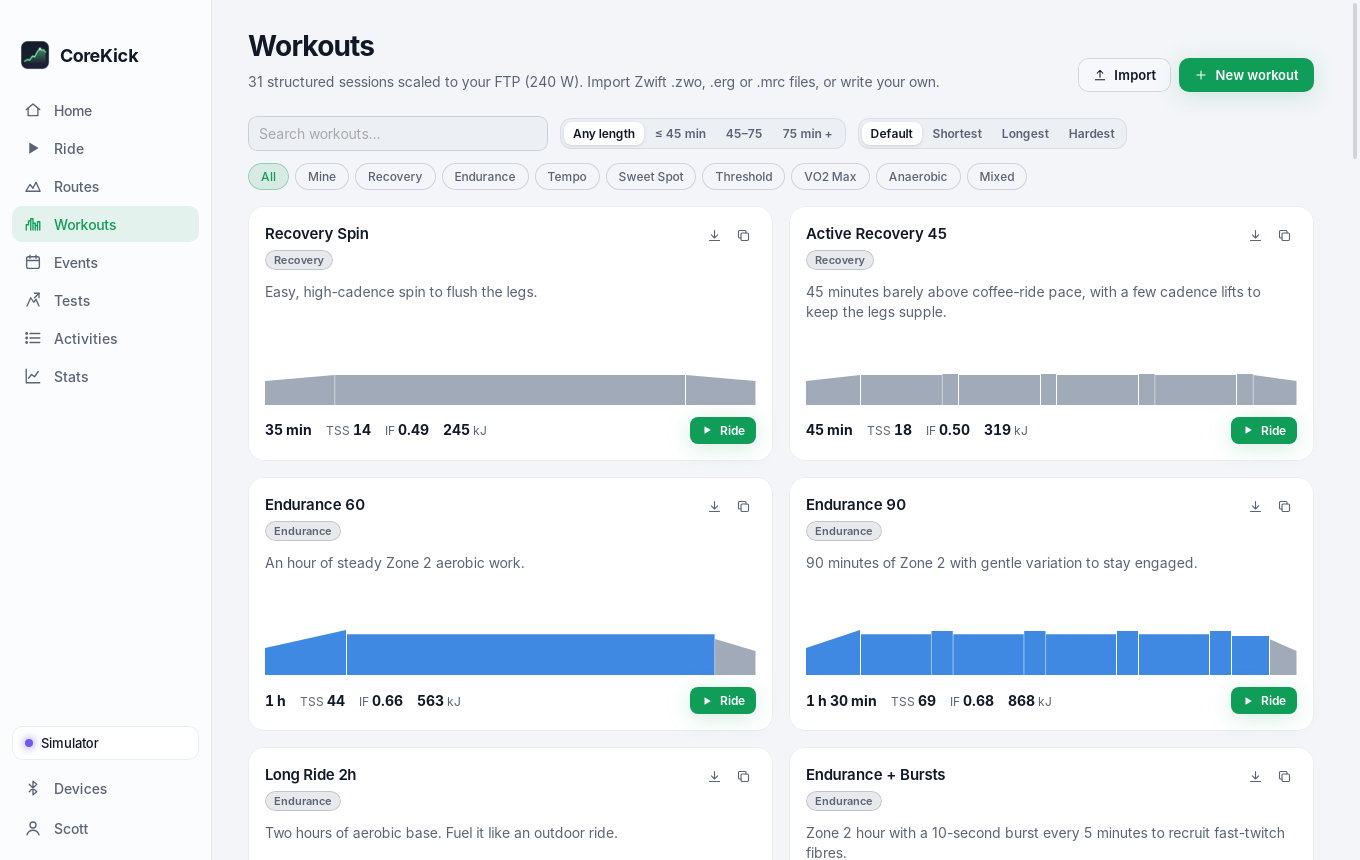 CoreKick
Home
Ride
Routes
Workouts
Events
Tests
Activities
Stats
Simulator
Devices
Scott
Workouts
31 structured sessions scaled to your FTP (240 W). Import Zwift .zwo, .erg or .mrc files, or write your own.
Import
New workout
Search workouts...
Any length ≤ 45 min 45–75 75 min +
Default Shortest Longest Hardest
All Mine Recovery Endurance Tempo Sweet Spot Threshold VO2 Max Anaerobic Mixed
Recovery Spin
Recovery
Easy, high-cadence spin to flush the legs.
35 min TSS 14 IF 0.49 245 kJ
Ride
Active Recovery 45
Recovery
45 minutes barely above coffee-ride pace, with a few cadence lifts to
keep the legs supple.
45 min TSS 18 IF 0.50 319 kJ
Ride
Endurance 60
Endurance
An hour of steady Zone 2 aerobic work.
1 h TSS 44 IF 0.66 563 kJ
Ride
Endurance 90
Endurance
90 minutes of Zone 2 with gentle variation to stay engaged.
1 h 30 min TSS 69 IF 0.68 868 kJ
Ride
Long Ride 2h
Endurance
Two hours of aerobic base. Fuel it like an outdoor ride.
Endurance + Bursts
Endurance
Zone 2 hour with a 10-second burst every 5 minutes to recruit fast-twitch
fibres.